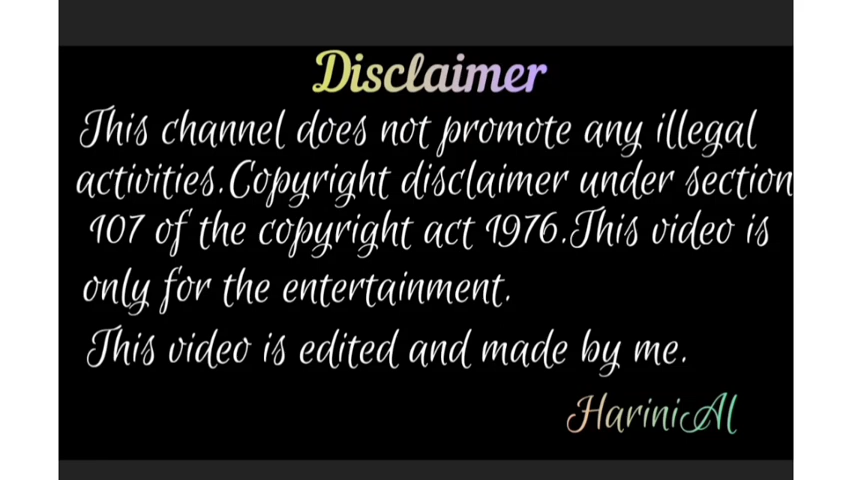 Disclaimer
This channel does not promote any illegal
activities.Copyright disclaimer under section
107 of the copyright act 1976.This video is
only for the entertainment.
This video is edited and made by me.
HariniAl